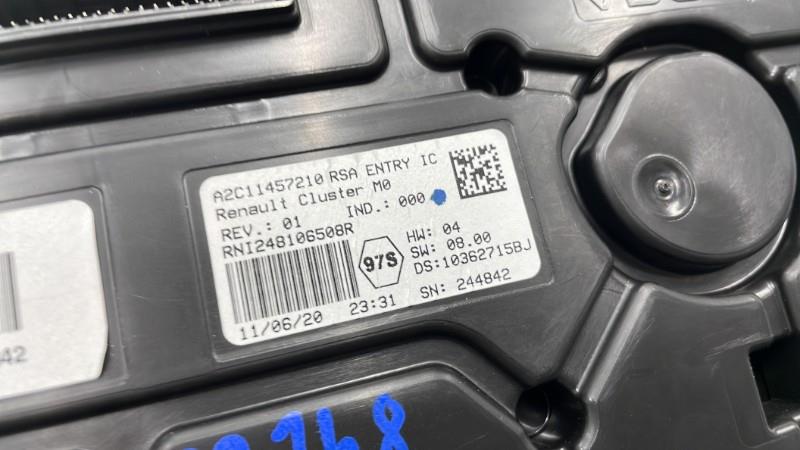 A2C11457210 RSA ENTRY IC
Renault Cluster M0
REV.: 01 IND.: 000
RNI248106508R
97S
HW: 04
SW: 08.00
DS:10362715BJ
11/06/20 23:31 SN: 244842
42